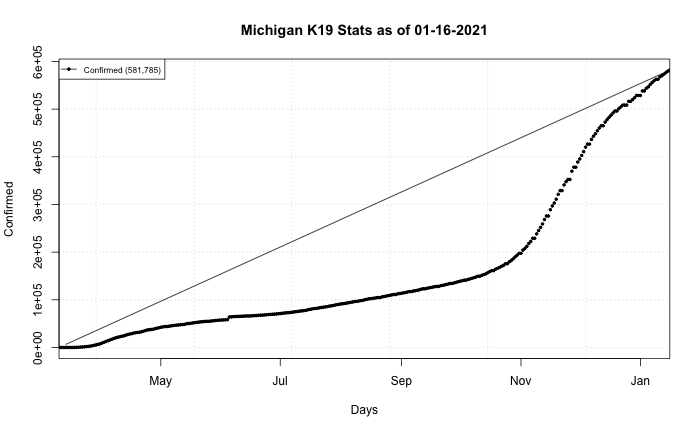 Michigan K19 Stats as of 01-16-2021
Confirmed (581,785)
6e+05
5e+05
4e+05
3e+05
2e+05
1e+05
0e+00
Confirmed
May Jul Sep Nov Jan
Days